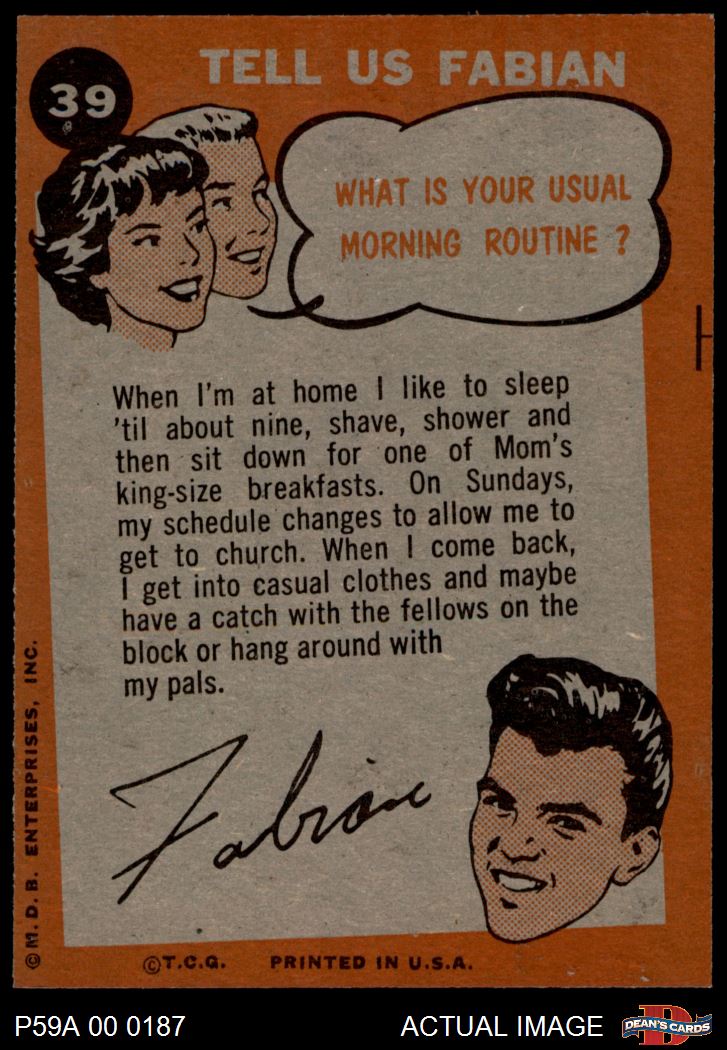 39
TELL US FABIAN
WHAT IS YOUR USUAL
MORNING ROUTINE ?
When I'm at home I like to sleep
'til about nine, shave, shower and
then sit down for one of Mom's
king-size breakfasts. On Sundays,
my schedule changes to allow me to
get to church. When I come back,
I get into casual clothes and maybe
have a catch with the fellows on the
block or hang around with
my pals.
Fabian
©M.D.B. ENTERPRISES, INC.
©T.C.G. PRINTED IN U.S.A.
P59A 00 0187 ACTUAL IMAGE
D
DEAN'S CARDS